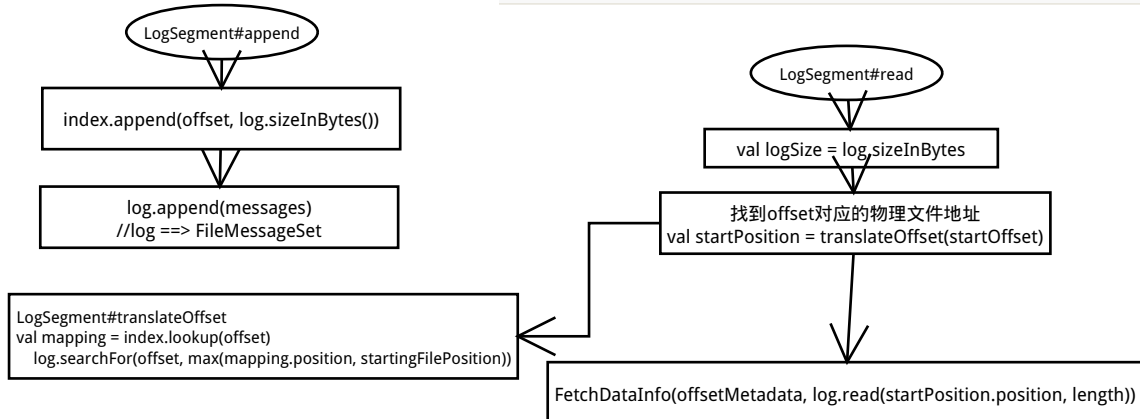 LogSegment#append
index.append(offset, log.sizeInBytes())
log.append(messages)
//log ==> FileMessageSet
LogSegment#read
val logSize = log.sizeInBytes
找到offset对应的物理文件地址
val startPosition = translateOffset(startOffset)
LogSegment#translateOffset
val mapping = index.lookup(offset)
log.searchFor(offset, max(mapping.position, startingFilePosition))
FetchDataInfo(offsetMetadata, log.read(startPosition.position, length))